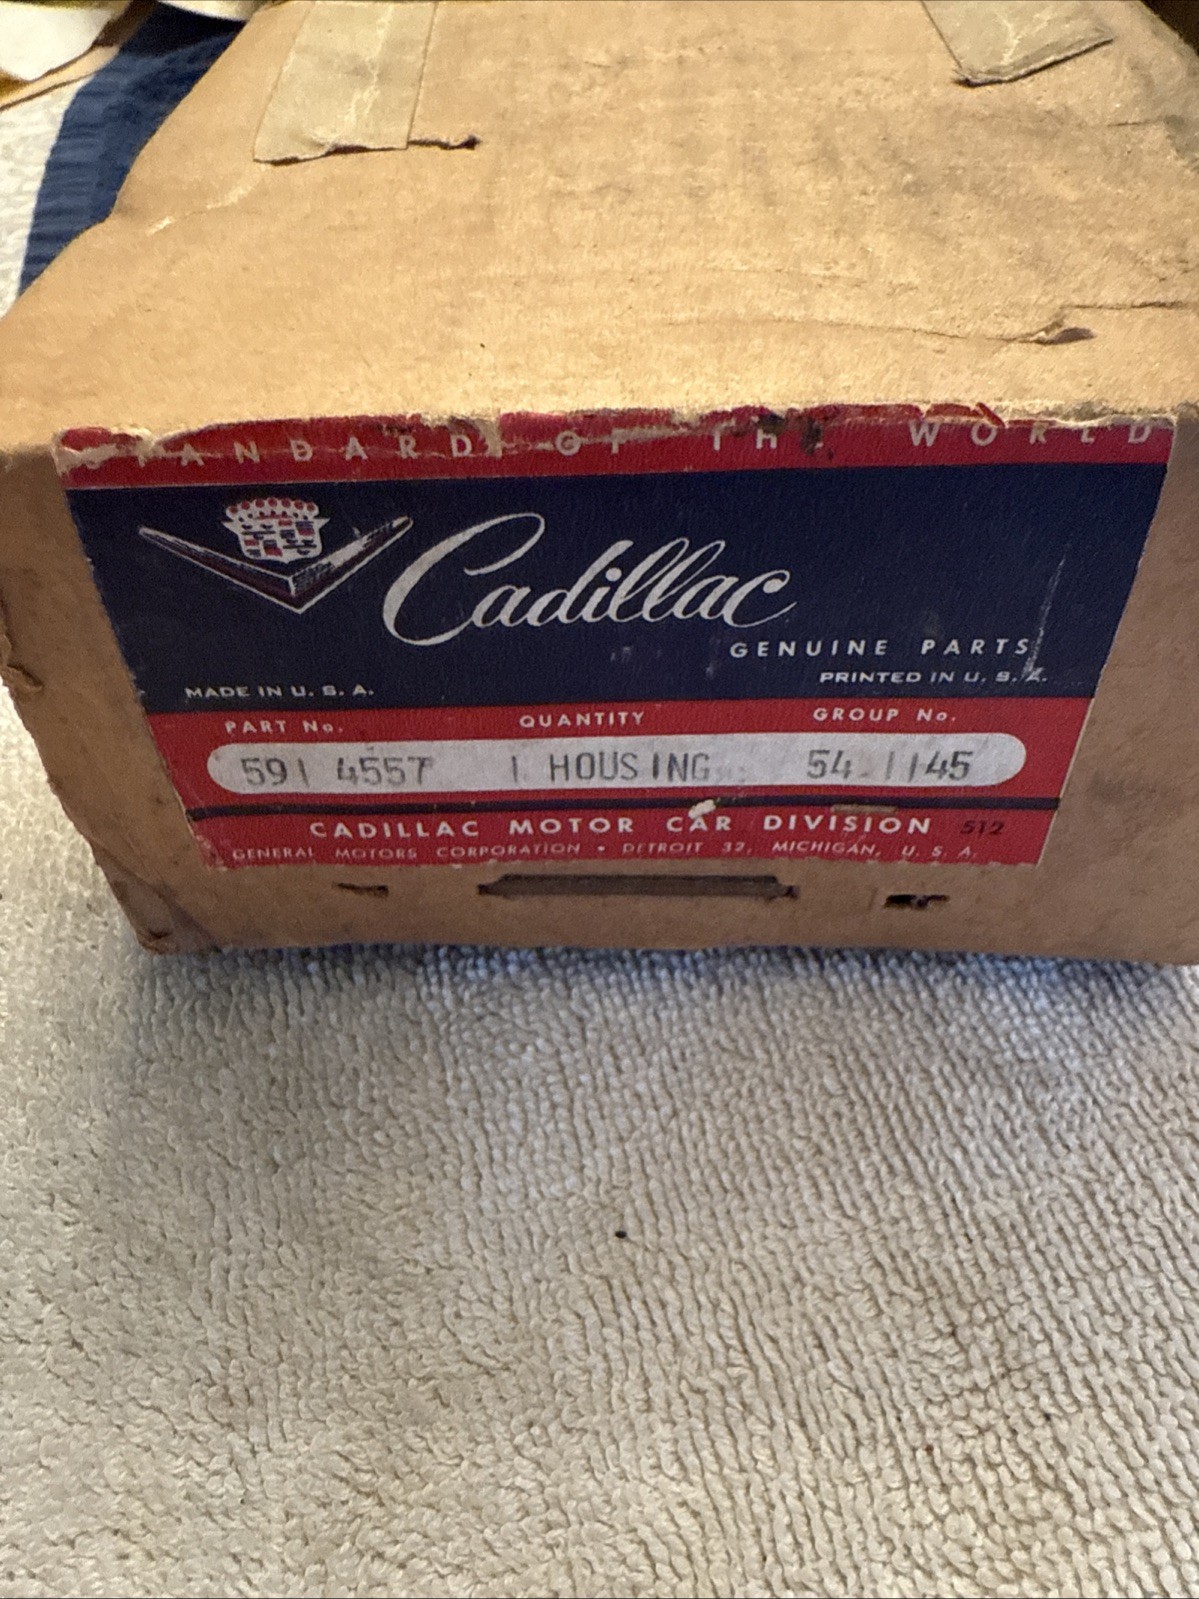 STANDARD OF THE WORLD
Cadillac
GENUINE PARTS
MADE IN U. S. A.
PRINTED IN U. S. A.
PART No. QUANTITY GROUP No.
591 4557 1 HOUSING 54.1145
CADILLAC MOTOR CAR DIVISION 512
GENERAL MOTORS CORPORATION • DETROIT 32, MICHIGAN, U. S. A.